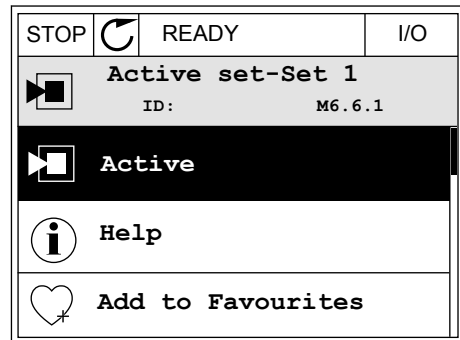 STOP READY I/O
Active set-Set 1
ID: M6.6.1
Active
Help
Add to Favourites